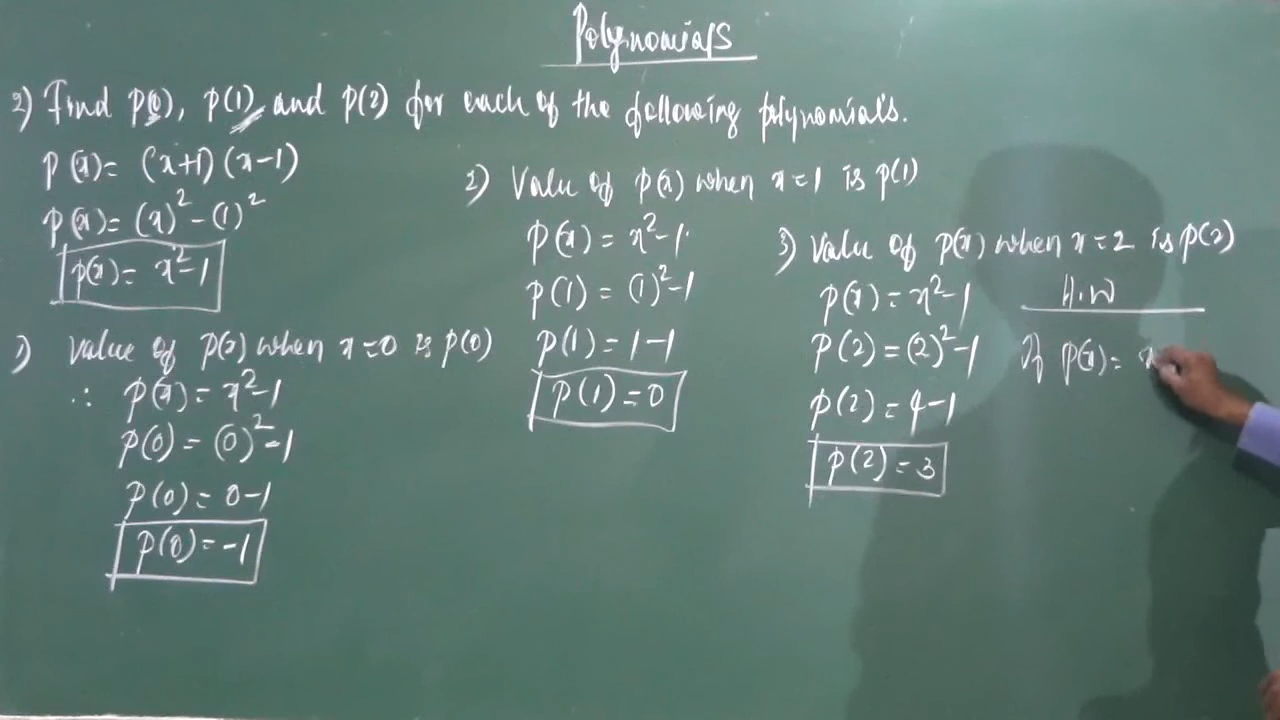 Polynomials
2) Find p(0), p(1), and p(2) for each of the following polynomials.
p(x) = (x+1)(x-1)
p(x) = (x)² - (1)²
p(x) = x²-1
1) Value of p(x) when x=0 is p(0)
∴ p(x) = x²-1
p(0) = (0)²-1
p(0) = 0-1
p(0) = -1
2) Value of p(x) when x=1 is p(1)
p(x) = x²-1
p(1) = (1)²-1
p(1) = 1-1
p(1) = 0
3) Value of p(x) when x=2 is p(2)
p(x) = x²-1
p(2) = (2)²-1
p(2) = 4-1
p(2) = 3
H.W
If p(x) = x